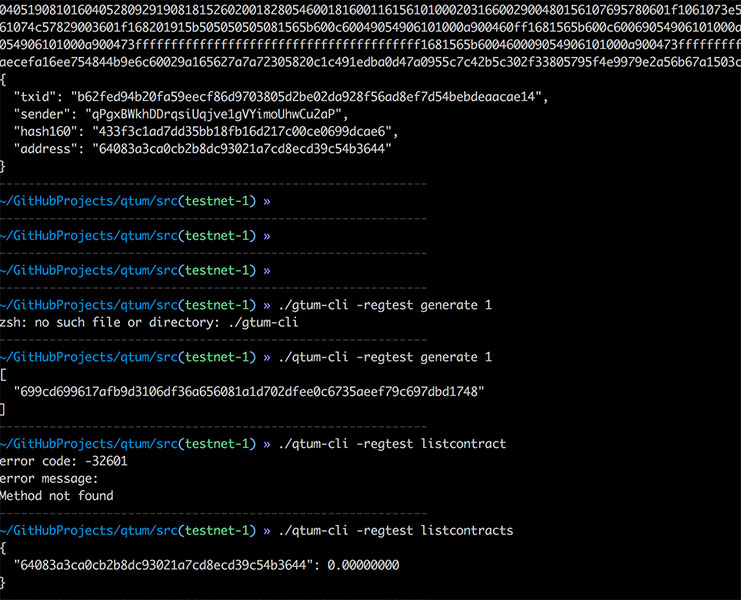 040519081016040528092919081815260200182805460018160011615610100020316600290048015610769578060 1f1061073e5
61074c57829003601f168201915b505050505081565b600c60049054906101000a900460ff1681565b600c60069054906101000a
054906101000a900473ffffffffffffffffffffffffffffffffffffffff1681565b600460009054906101000a900473fffffffff
aecefa16ee754844b9e6c60029a165627a7a72305820c1c491edba0d47a0955c7c42b5c302f33805795f4e9979e2a56b67a1503c
{
"txid": "b62fed94b20fa59eecf86d9703805d2be02da928f56ad8ef7d54bebdeaacae14",
"sender": "qPgxBWkhDDrqsiUqjve1gVYimoUhwCu2aP",
"hash160": "433f3c1ad7dd35bb18fb16d217c00ce0699dcae6",
"address": "64083a3ca0cb2b8dc93021a7cd8ecd39c54b3644"
}
~/GitHubProjects/qtum/src(testnet-1) »
~/GitHubProjects/qtum/src(testnet-1) »
~/GitHubProjects/qtum/src(testnet-1) »
~/GitHubProjects/qtum/src(testnet-1) » ./gtum-cli -regtest generate 1
zsh: no such file or directory: ./gtum-cli
~/GitHubProjects/qtum/src(testnet-1) » ./qtum-cli -regtest generate 1
[
"699cd699617afb9d3106df36a656081a1d702dfee0c6735aeef79c697dbd1748"
]
~/GitHubProjects/qtum/src(testnet-1) » ./qtum-cli -regtest listcontract
error code: -32601
error message:
Method not found
~/GitHubProjects/qtum/src(testnet-1) » ./qtum-cli -regtest listcontracts
{
"64083a3ca0cb2b8dc93021a7cd8ecd39c54b3644": 0.00000000
}